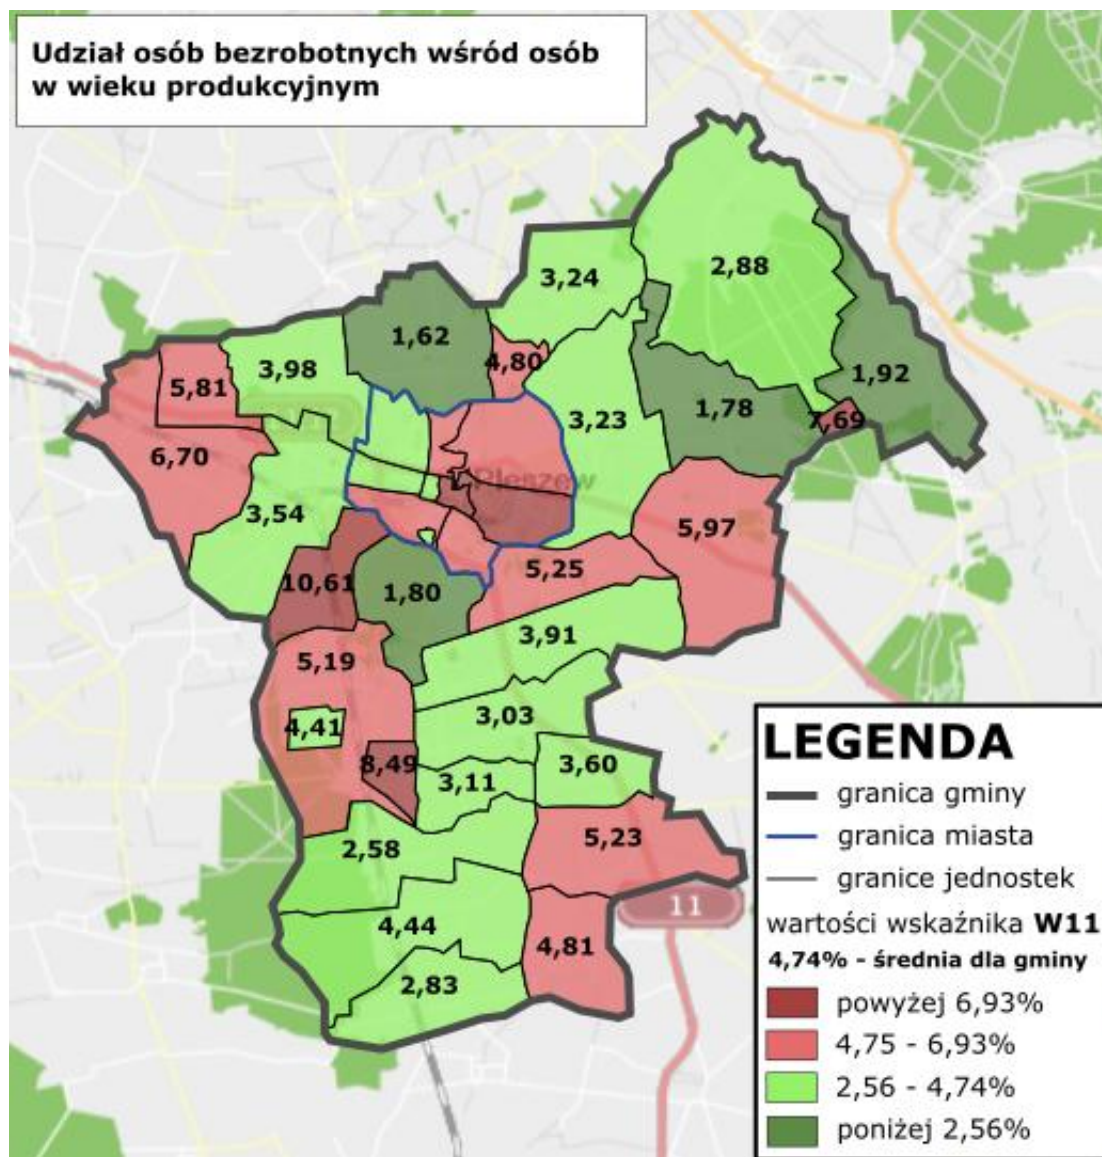 Udział osób bezrobotnych wśród osób
w wieku produkcyjnym
2,88
3,24
1,62
4,80
3,98
5,81
1,92
1,78
3,23
7,69
6,70
Pleszew
3,54
5,97
5,25
10,61
1,80
3,91
5,19
3,03
4,41
8,49
3,11
3,60
2,58
5,23
11
4,44
4,81
2,83
LEGENDA
granica gminy
granica miasta
granice jednostek
wartości wskaźnika W11
4,74% - średnia dla gminy
powyżej 6,93%
4,75 - 6,93%
2,56 - 4,74%
poniżej 2,56%